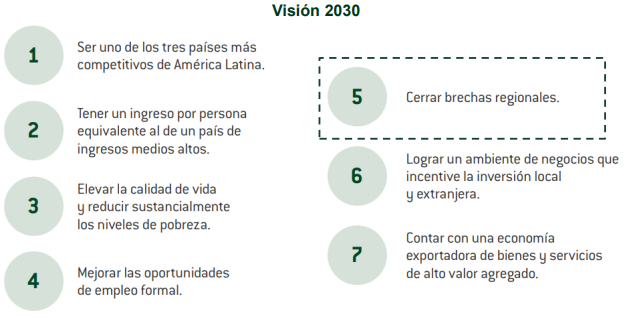 Visión 2030
1
Ser uno de los tres países más
competitivos de América Latina.
2
Tener un ingreso por persona
equivalente al de un país de
ingresos medios altos.
3
Elevar la calidad de vida
y reducir sustancialmente
los niveles de pobreza.
4
Mejorar las oportunidades
de empleo formal.
5
Cerrar brechas regionales.
6
Lograr un ambiente de negocios que
incentive la inversión local
y extranjera.
7
Contar con una economía
exportadora de bienes y servicios
de alto valor agregado.